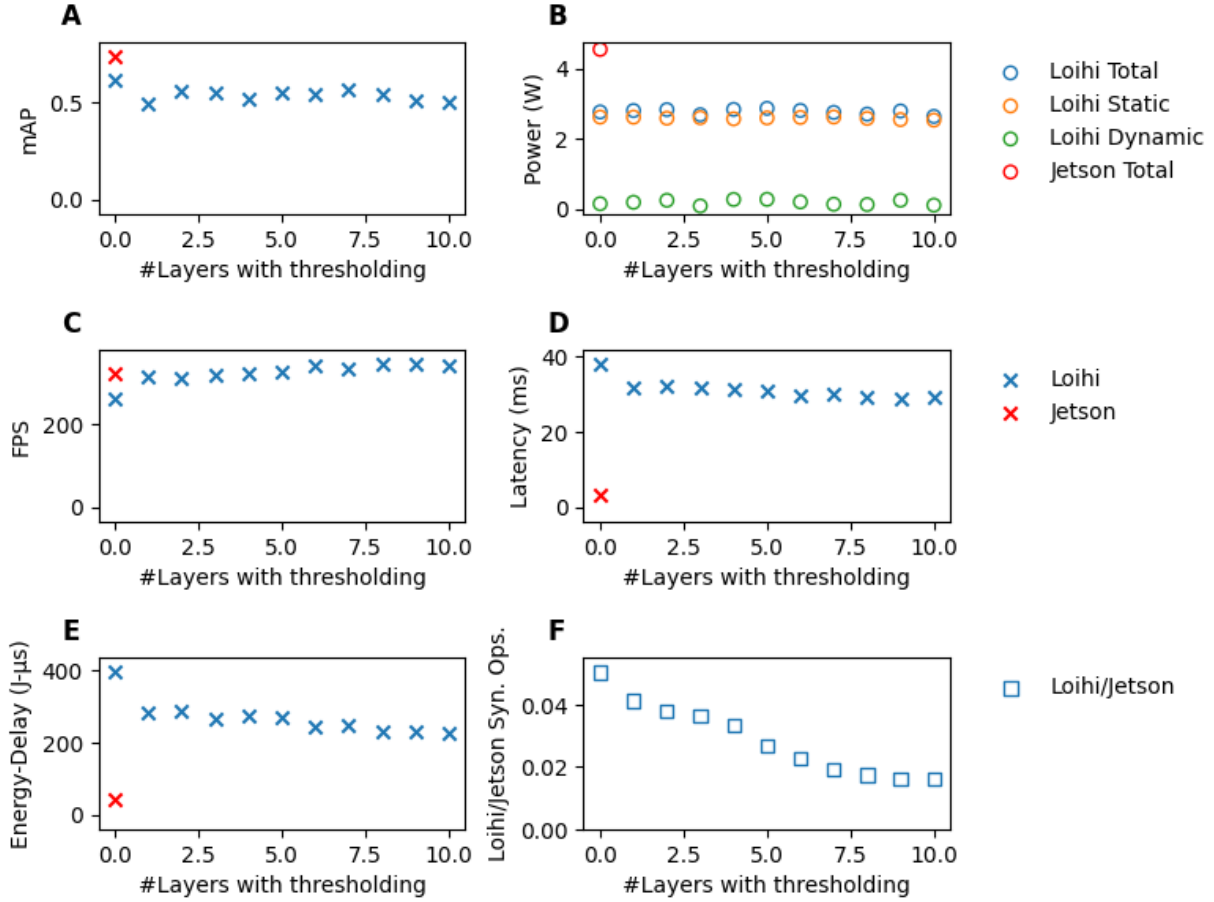 A
mAP
0.5
0.0
0.0 2.5 5.0 7.5 10.0
#Layers with thresholding
B
Power (W)
4
2
0
0.0 2.5 5.0 7.5 10.0
#Layers with thresholding
Loihi Total
Loihi Static
Loihi Dynamic
Jetson Total
C
FPS
200
0
0.0 2.5 5.0 7.5 10.0
#Layers with thresholding
D
Latency (ms)
40
20
0
0.0 2.5 5.0 7.5 10.0
#Layers with thresholding
Loihi
Jetson
E
Energy-Delay (J-μs)
400
200
0
0.0 2.5 5.0 7.5 10.0
#Layers with thresholding
F
Loihi/Jetson Syn. Ops.
0.04
0.02
0.00
0.0 2.5 5.0 7.5 10.0
#Layers with thresholding
Loihi/Jetson